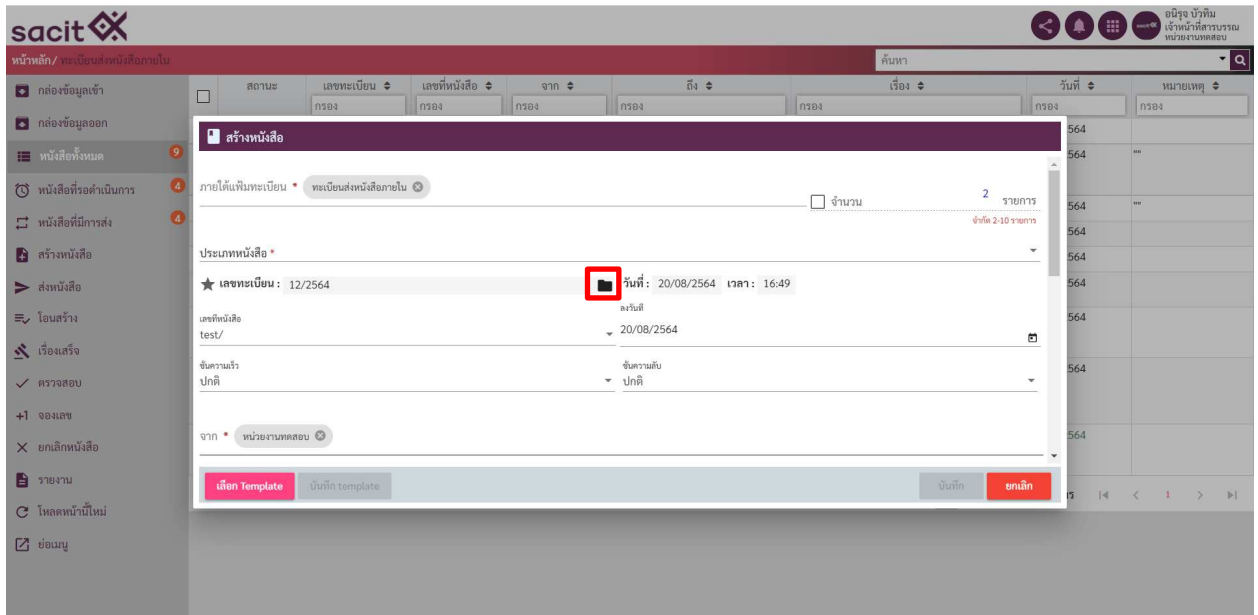 sacit
อนิรุจ บัวทิม
เจ้าหน้าที่สารบรรณ
หน่วยงานทดสอบ
หน้าหลัก/ ทะเบียนส่งหนังสือภายใน
ค้นหา
กล่องข้อมูลเข้า
กล่องข้อมูลออก
หนังสือทั้งหมด 9
หนังสือที่รอดำเนินการ 4
หนังสือที่มีการส่ง 4
สร้างหนังสือ
ส่งหนังสือ
โอนสร้าง
เรื่องเสร็จ
ตรวจสอบ
+1 จองเลข
ยกเลิกหนังสือ
รายงาน
โหลดหน้านี้ใหม่
ย่อเมนู
สถานะ เลขทะเบียน เลขที่หนังสือ จาก ถึง เรื่อง วันที่ หมายเหตุ
กรอง กรอง กรอง กรอง กรอง กรอง กรอง
564
564 ""
564 ""
564
564
564
564
564
564
สร้างหนังสือ
ภายใต้แฟ้มทะเบียน * ทะเบียนส่งหนังสือภายใน
จำนวน 2 รายการ
จำกัด 2-10 รายการ
ประเภทหนังสือ *
เลขทะเบียน : 12/2564 วันที่ : 20/08/2564 เวลา : 16:49
เลขที่หนังสือ ลงวันที่
test/ 20/08/2564
ชั้นความเร็ว ชั้นความลับ
ปกติ ปกติ
จาก * หน่วยงานทดสอบ
เลือก Template บันทึก template บันทึก ยกเลิก
1